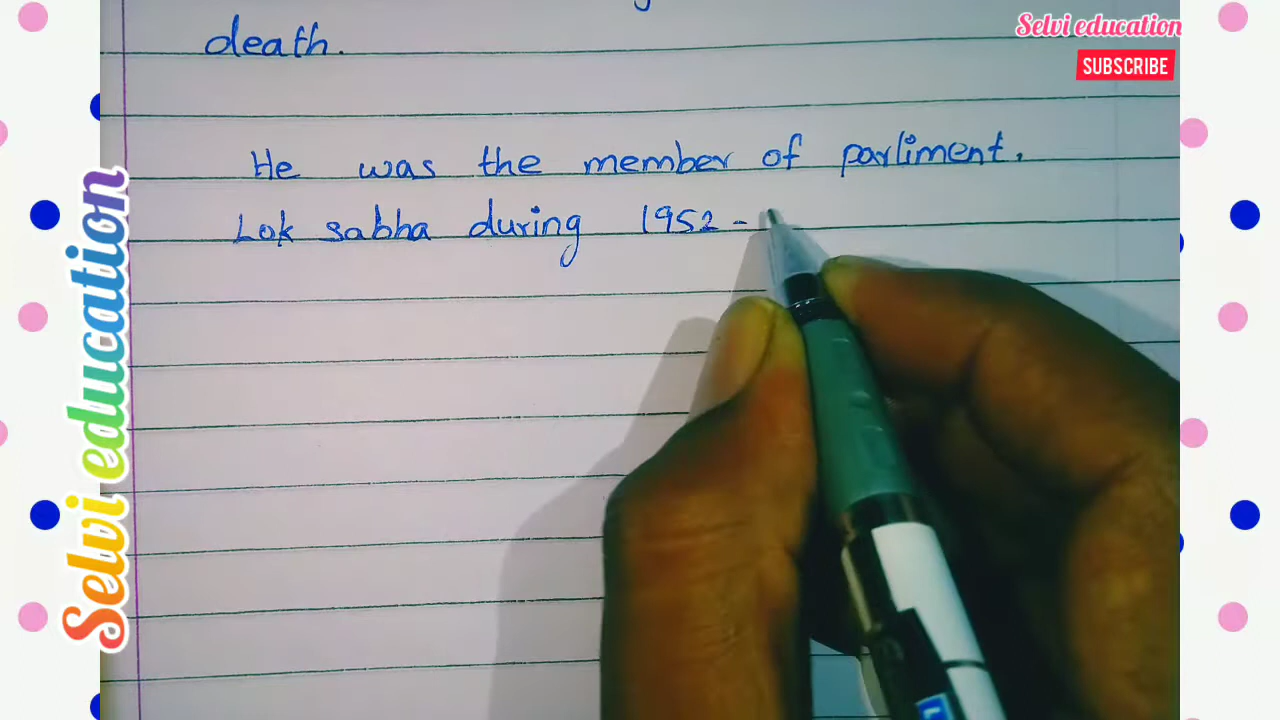 death.
He was the member of parliment.
Lok sabha during 1952 -
Selvi education
SUBSCRIBE
Selvi education